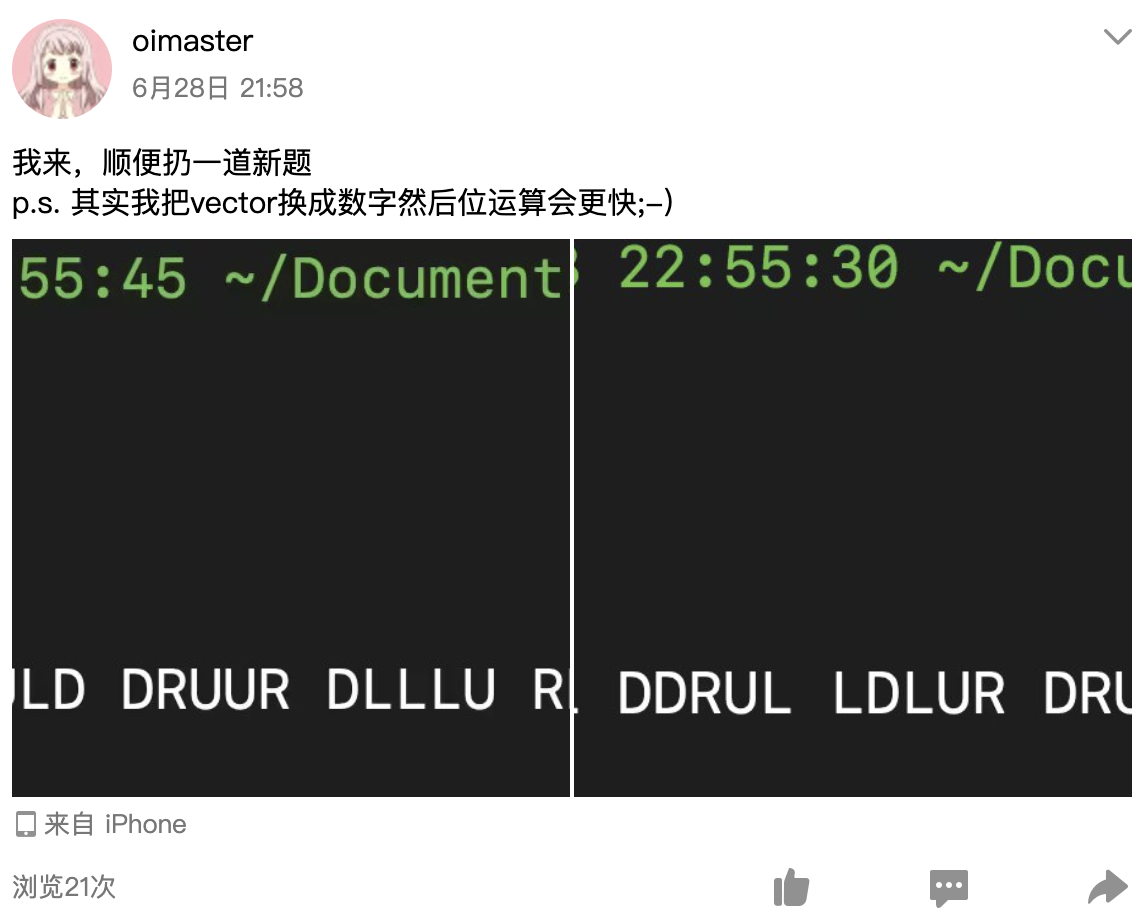 oimaster
6月28日 21:58
我来，顺便扔一道新题
p.s. 其实我把vector换成数字然后位运算会更快;-)
55:45 ~/Document
22:55:30 ~/Docu
LD DRUUR DLLLU R
DDRUL LDLUR DRU
来自 iPhone
浏览21次